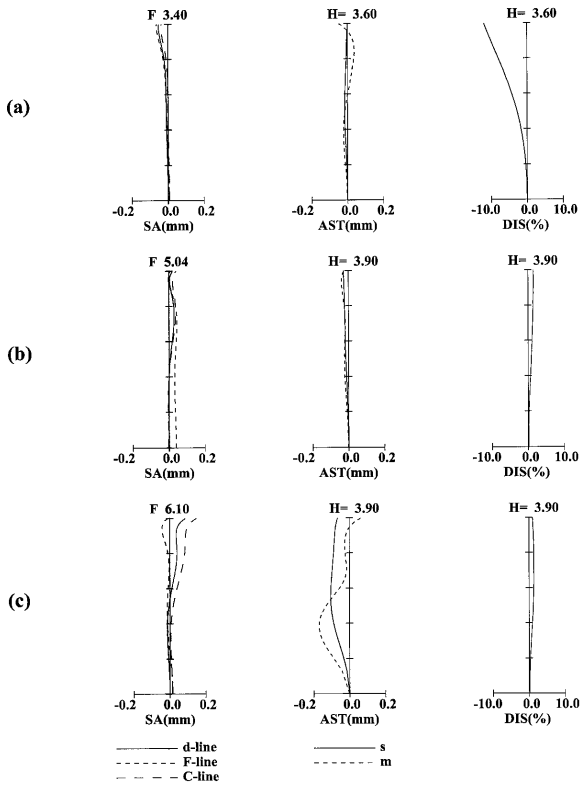 F 3.40 H= 3.60 H= 3.60
(a)
-0.2 0.0 0.2 -0.2 0.0 0.2 -10.0 0.0 10.0
SA(mm) AST(mm) DIS(%)
F 5.04 H= 3.90 H= 3.90
(b)
-0.2 0.0 0.2 -0.2 0.0 0.2 -10.0 0.0 10.0
SA(mm) AST(mm) DIS(%)
F 6.10 H= 3.90 H= 3.90
(c)
-0.2 0.0 0.2 -0.2 0.0 0.2 -10.0 0.0 10.0
SA(mm) AST(mm) DIS(%)
d-line s
F-line m
C-line